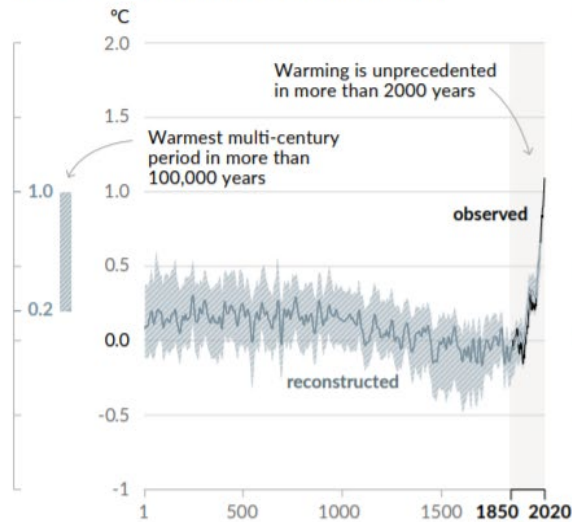 °C
2.0
1.5
1.0
0.5
0.0
-0.5
-1
Warming is unprecedented
in more than 2000 years
Warmest multi-century
period in more than
100,000 years
1.0
0.2
observed
reconstructed
1 500 1000 1500 1850 2020